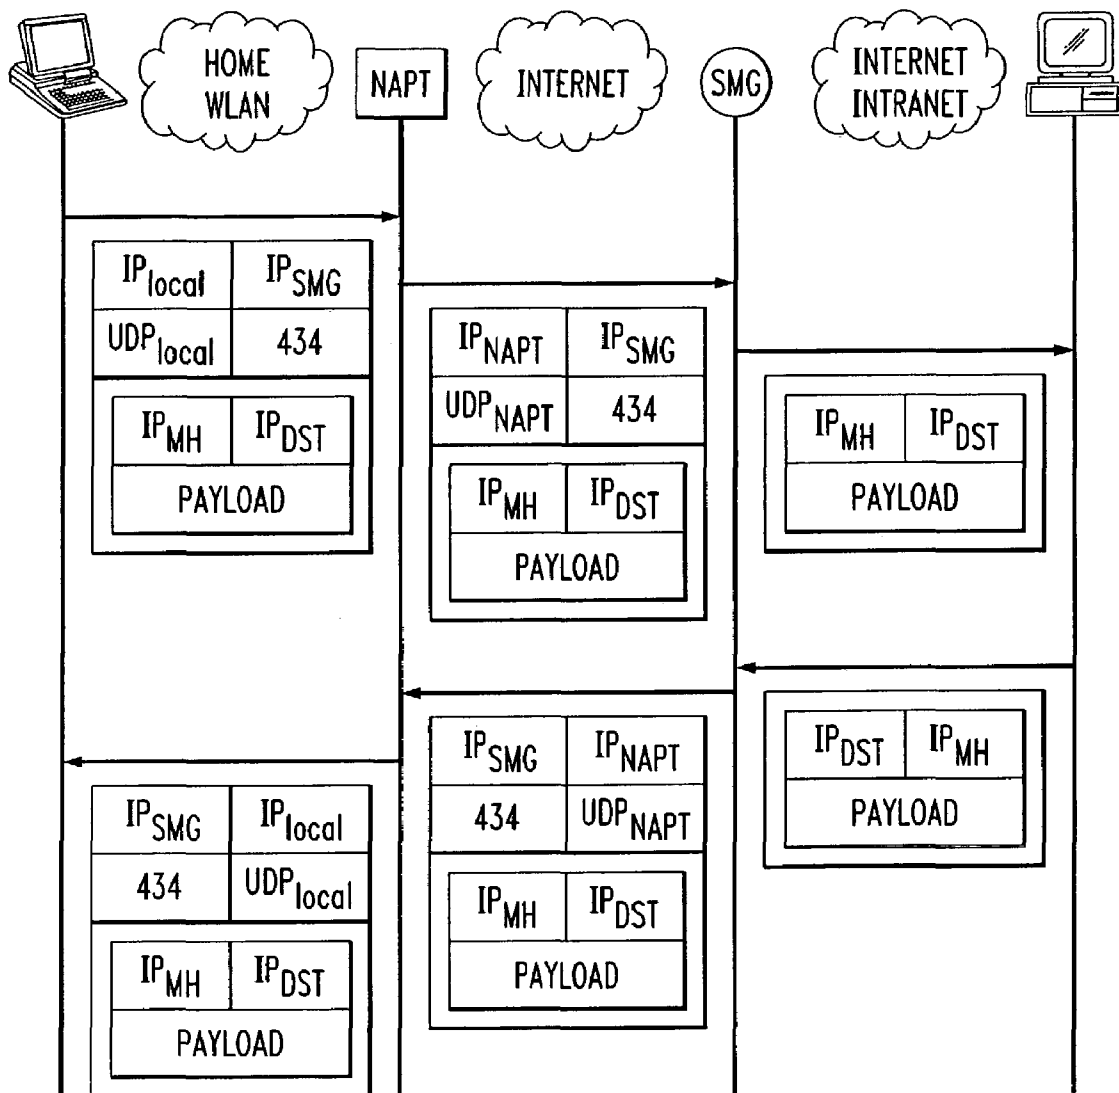 HOME
WLAN
NAPT
INTERNET
SMG
INTERNET
INTRANET
IPlocal IPSMG
UDPlocal 434
IPMH IPDST
PAYLOAD
IPNAPT IPSMG
UDPNAPT 434
IPMH IPDST
PAYLOAD
IPMH IPDST
PAYLOAD
IPDST IPMH
PAYLOAD
IPSMG IPNAPT
434 UDPNAPT
IPMH IPDST
PAYLOAD
IPSMG IPlocal
434 UDPlocal
IPMH IPDST
PAYLOAD